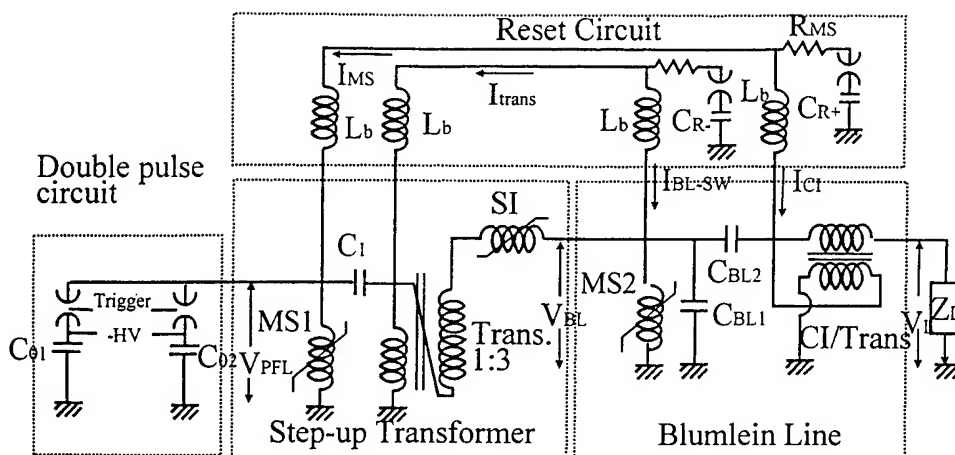 Reset Circuit
RMS
IMS
Itrans
Lb
Lb
Lb
CR-
Lb
CR+
Double pulse
circuit
IBL-SW
ICI
SI
C1
CBL2
Trigger
-HV
MS1
Trans.
1:3
VBL
MS2
CBL1
CI/Trans
VL
C01
C02
VPFL
Step-up Transformer
Blumlein Line